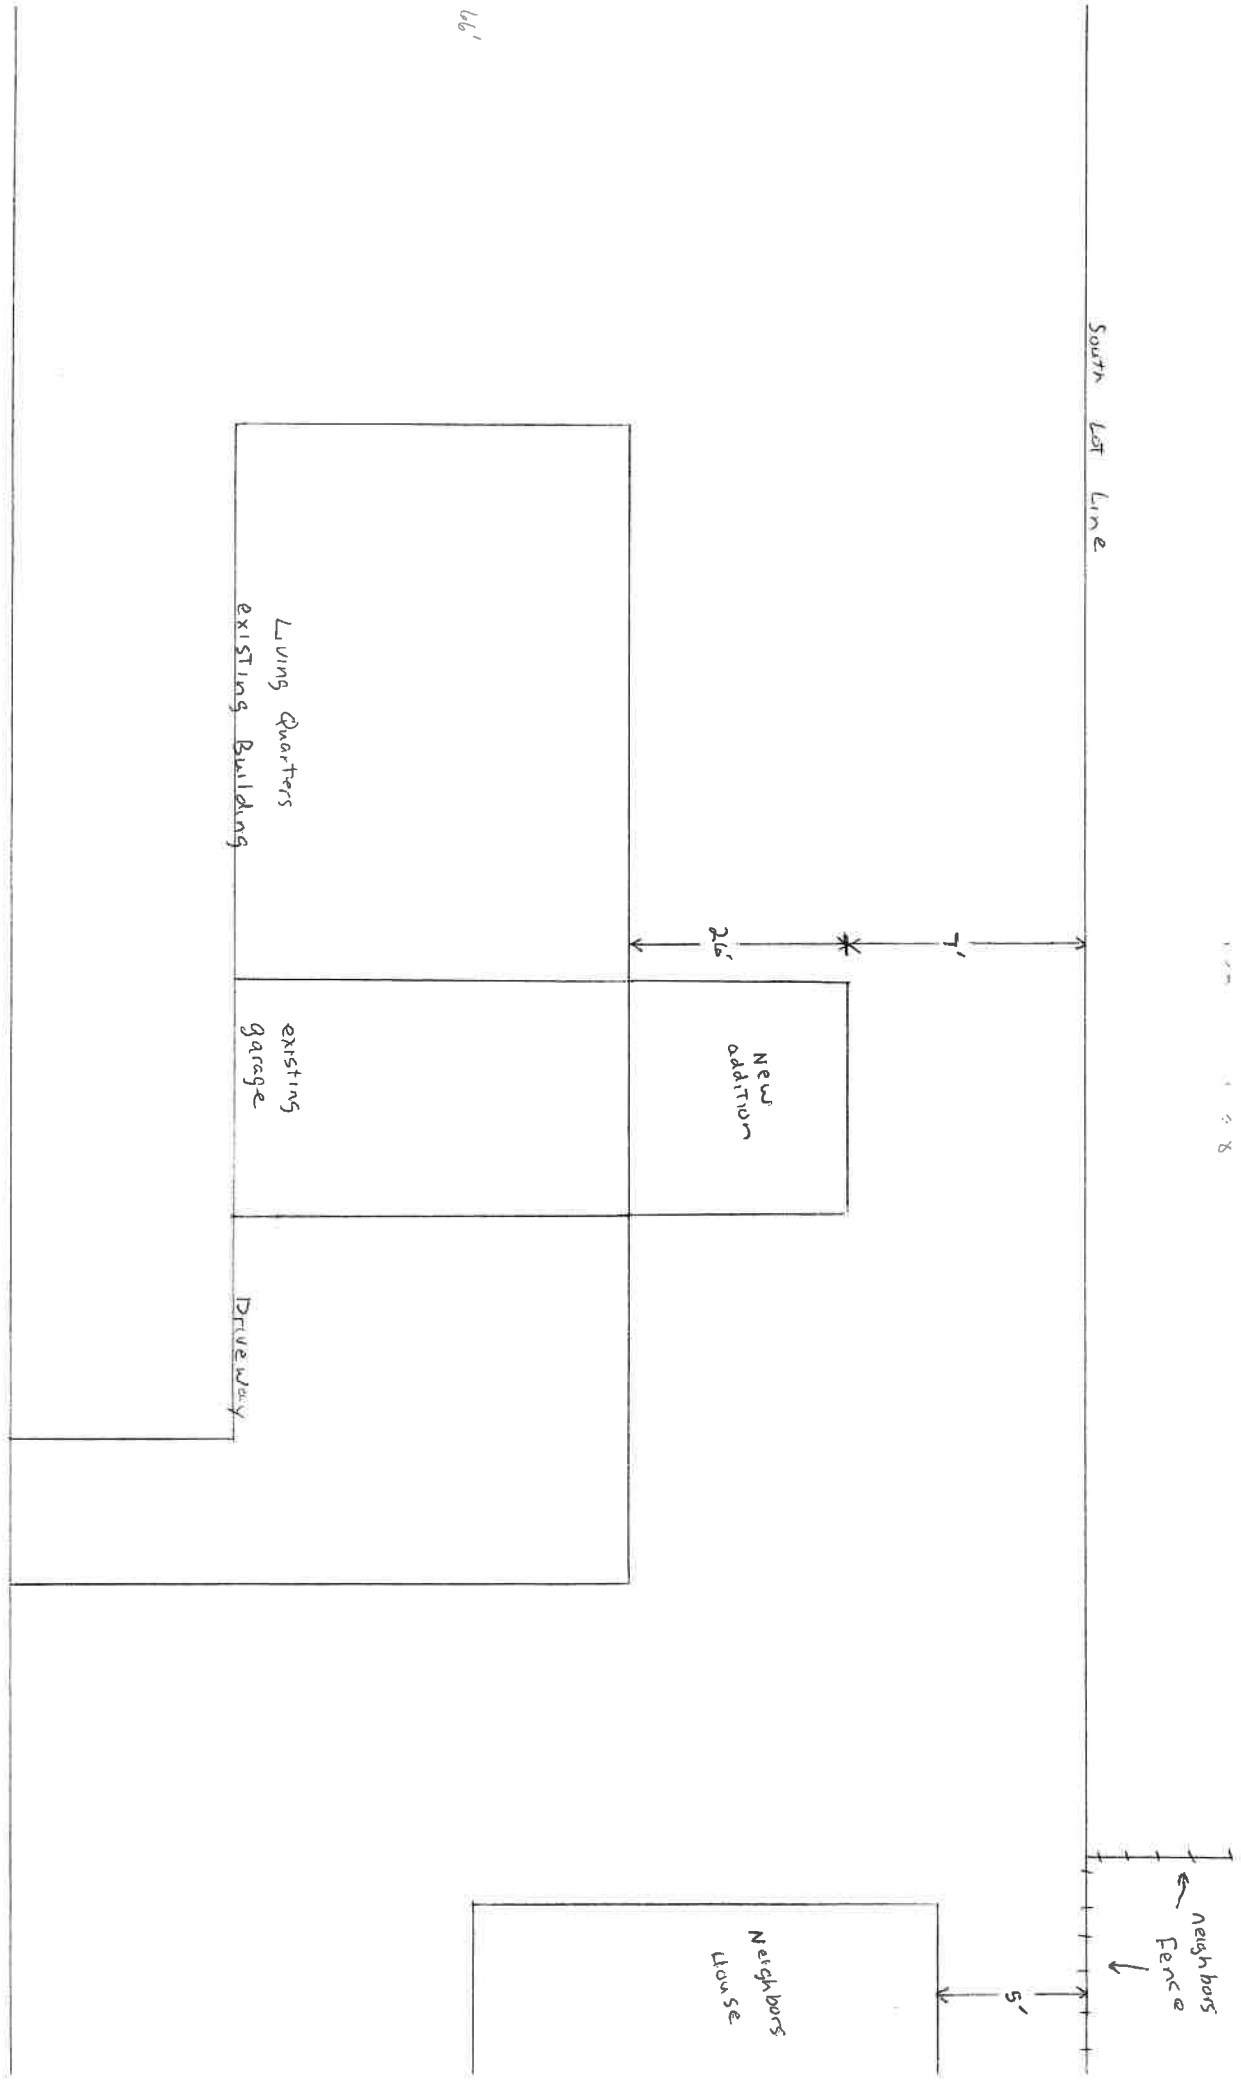 66'
South Lot Line
Living Quarters
existing Building
26'
7'
New
addition
existing
garage
Driveway
neighbors
Fence
5'
Neighbors
House